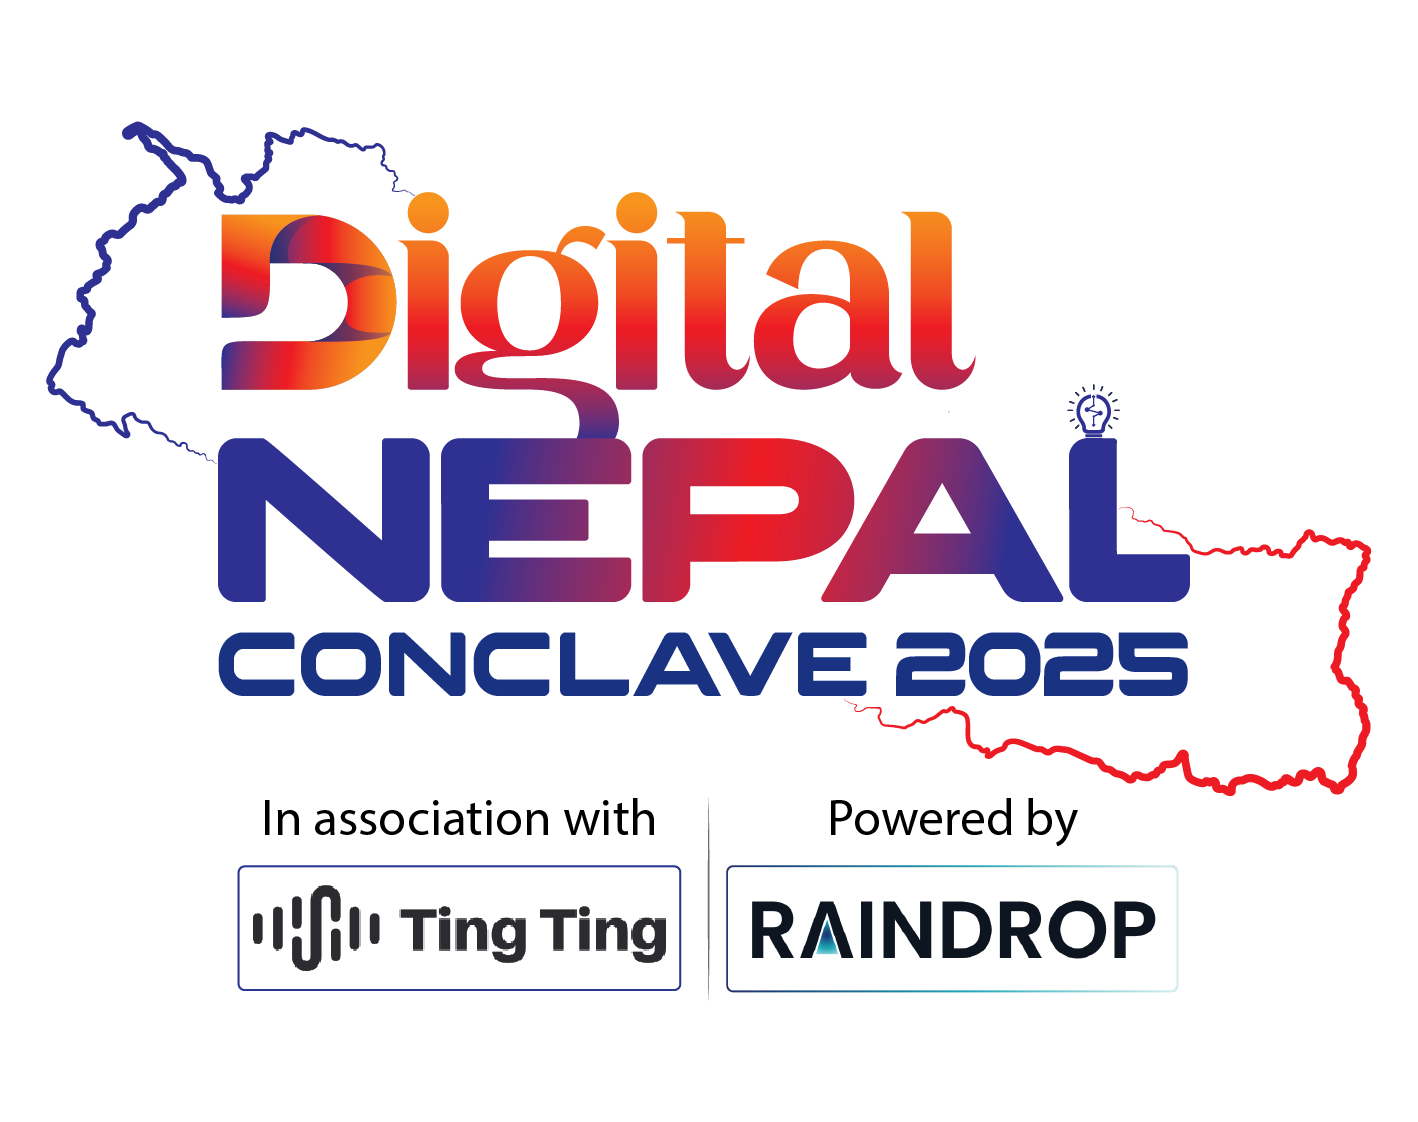 Digital
NEPAL
CONCLAVE 2025
In association with
Ting Ting
Powered by
RAINDROP